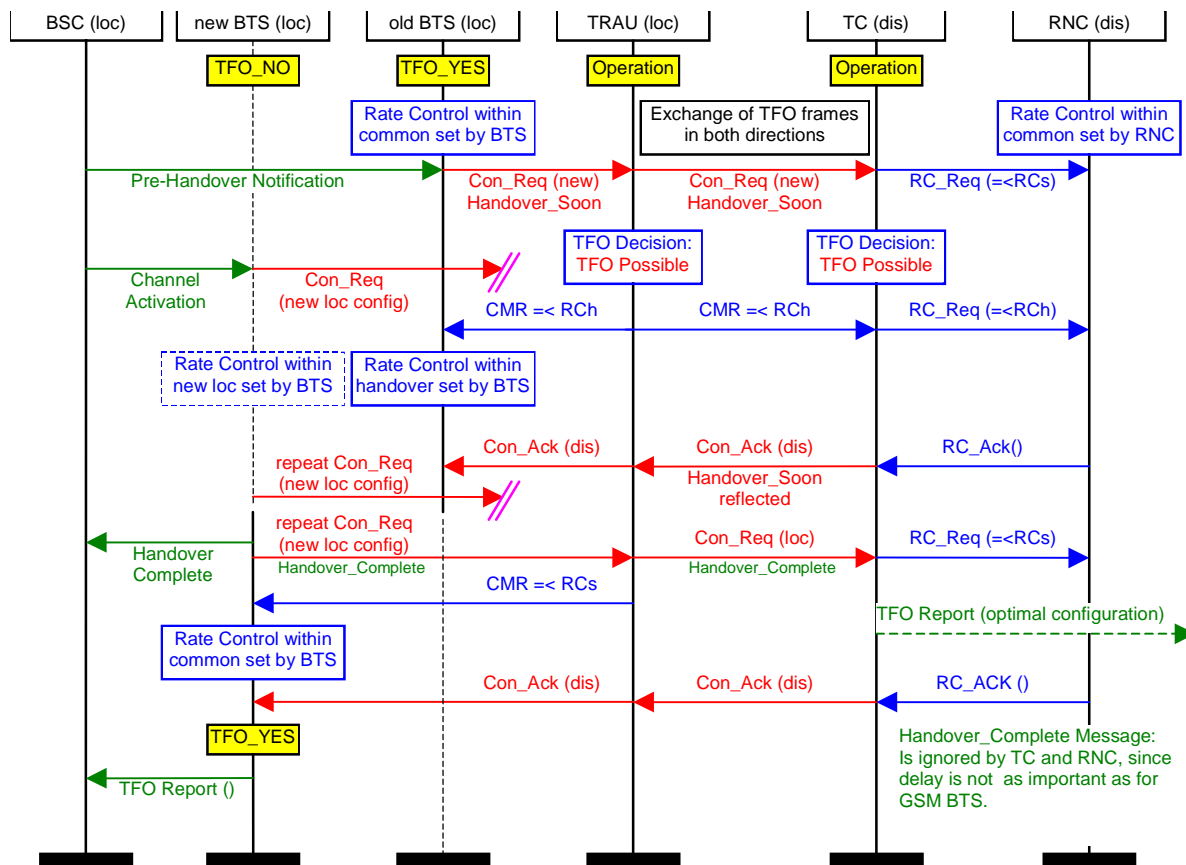 BSC (loc)
new BTS (loc)
old BTS (loc)
TRAU (loc)
TC (dis)
RNC (dis)
TFO_NO
TFO_YES
Operation
Operation
Rate Control within
common set by BTS
Exchange of TFO frames
in both directions
Rate Control within
common set by RNC
Pre-Handover Notification
Con_Req (new)
Handover_Soon
Con_Req (new)
Handover_Soon
RC_Req (=<RCs)
TFO Decision:
TFO Possible
TFO Decision:
TFO Possible
Channel
Activation
Con_Req
(new loc config)
CMR =< RCh
CMR =< RCh
RC_Req (=<RCh)
Rate Control within
new loc set by BTS
Rate Control within
handover set by BTS
Con_Ack (dis)
Con_Ack (dis)
RC_Ack()
Handover_Soon
reflected
repeat Con_Req
(new loc config)
repeat Con_Req
(new loc config)
Handover_Complete
Handover
Complete
Con_Req (loc)
Handover_Complete
RC_Req (=<RCs)
CMR =< RCs
TFO Report (optimal configuration)
Rate Control within
common set by BTS
Con_Ack (dis)
Con_Ack (dis)
RC_ACK ()
TFO_YES
Handover_Complete Message:
Is ignored by TC and RNC, since
delay is not as important as for
GSM BTS.
TFO Report ()